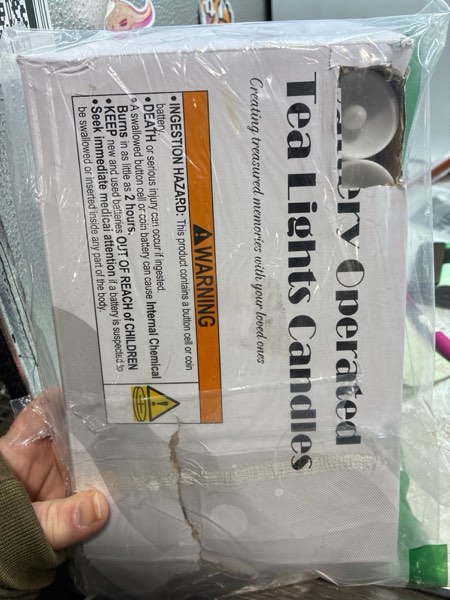 Battery Operated
Tea Lights Candles
Creating treasured memories with your loved ones
WARNING
• INGESTION HAZARD: This product contains a button cell or coin
battery.
• DEATH or serious injury can occur if ingested.
• A swallowed button cell or coin battery can cause Internal Chemical
Burns in as little as 2 hours.
• KEEP new and used batteries OUT OF REACH of CHILDREN
• Seek immediate medical attention if a battery is suspected to
be swallowed or inserted inside any part of the body.